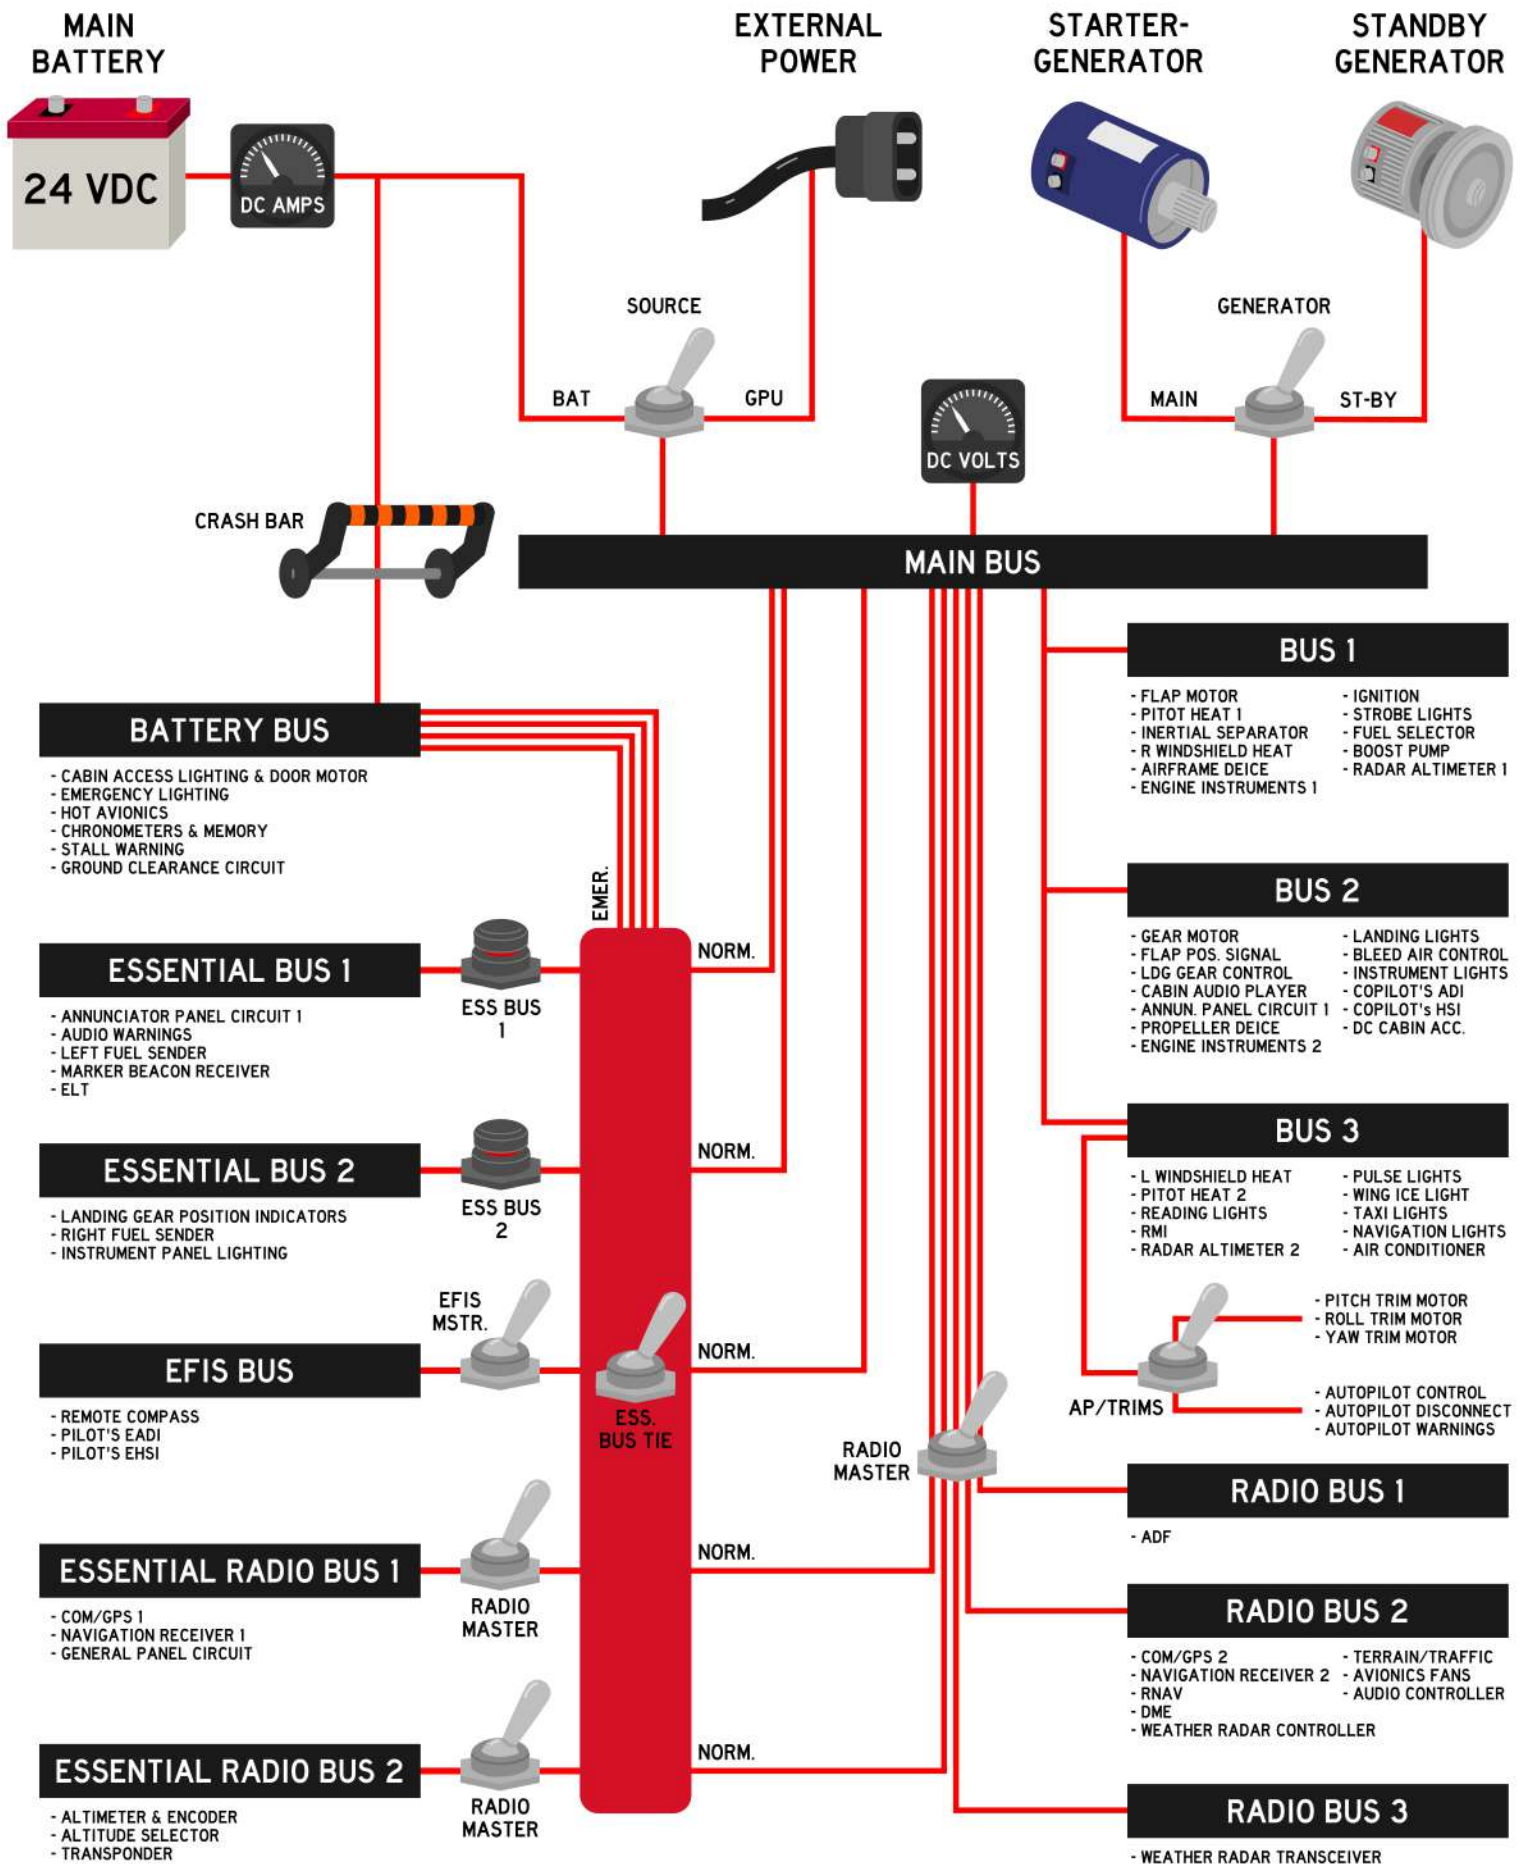 MAIN
BATTERY
EXTERNAL
POWER
STARTER-
GENERATOR
STANDBY
GENERATOR
24 VDC
DC AMPS
SOURCE
BAT
GPU
GENERATOR
MAIN
ST-BY
DC VOLTS
CRASH BAR
MAIN BUS
BATTERY BUS
- CABIN ACCESS LIGHTING & DOOR MOTOR
- EMERGENCY LIGHTING
- HOT AVIONICS
- CHRONOMETERS & MEMORY
- STALL WARNING
- GROUND CLEARANCE CIRCUIT
EMER.
ESSENTIAL BUS 1
- ANNUNCIATOR PANEL CIRCUIT 1
- AUDIO WARNINGS
- LEFT FUEL SENDER
- MARKER BEACON RECEIVER
- ELT
ESS BUS
1
NORM.
ESSENTIAL BUS 2
- LANDING GEAR POSITION INDICATORS
- RIGHT FUEL SENDER
- INSTRUMENT PANEL LIGHTING
ESS BUS
2
NORM.
EFIS BUS
- REMOTE COMPASS
- PILOT'S EADI
- PILOT'S EHSI
EFIS
MSTR.
ESS.
BUS TIE
NORM.
ESSENTIAL RADIO BUS 1
- COM/GPS 1
- NAVIGATION RECEIVER 1
- GENERAL PANEL CIRCUIT
RADIO
MASTER
NORM.
ESSENTIAL RADIO BUS 2
- ALTIMETER & ENCODER
- ALTITUDE SELECTOR
- TRANSPONDER
RADIO
MASTER
NORM.
BUS 1
- FLAP MOTOR
- PITOT HEAT 1
- INERTIAL SEPARATOR
- R WINDSHIELD HEAT
- AIRFRAME DEICE
- ENGINE INSTRUMENTS 1
- IGNITION
- STROBE LIGHTS
- FUEL SELECTOR
- BOOST PUMP
- RADAR ALTIMETER 1
BUS 2
- GEAR MOTOR
- FLAP POS. SIGNAL
- LDG GEAR CONTROL
- CABIN AUDIO PLAYER
- ANNUN. PANEL CIRCUIT 1
- PROPELLER DEICE
- ENGINE INSTRUMENTS 2
- LANDING LIGHTS
- BLEED AIR CONTROL
- INSTRUMENT LIGHTS
- COPILOT'S ADI
- COPILOT's HSI
- DC CABIN ACC.
BUS 3
- L WINDSHIELD HEAT
- PITOT HEAT 2
- READING LIGHTS
- RMI
- RADAR ALTIMETER 2
- PULSE LIGHTS
- WING ICE LIGHT
- TAXI LIGHTS
- NAVIGATION LIGHTS
- AIR CONDITIONER
- PITCH TRIM MOTOR
- ROLL TRIM MOTOR
- YAW TRIM MOTOR
AP/TRIMS
- AUTOPILOT CONTROL
- AUTOPILOT DISCONNECT
- AUTOPILOT WARNINGS
RADIO
MASTER
RADIO BUS 1
- ADF
RADIO BUS 2
- COM/GPS 2
- NAVIGATION RECEIVER 2
- RNAV
- DME
- WEATHER RADAR CONTROLLER
- TERRAIN/TRAFFIC
- AVIONICS FANS
- AUDIO CONTROLLER
RADIO BUS 3
- WEATHER RADAR TRANSCEIVER